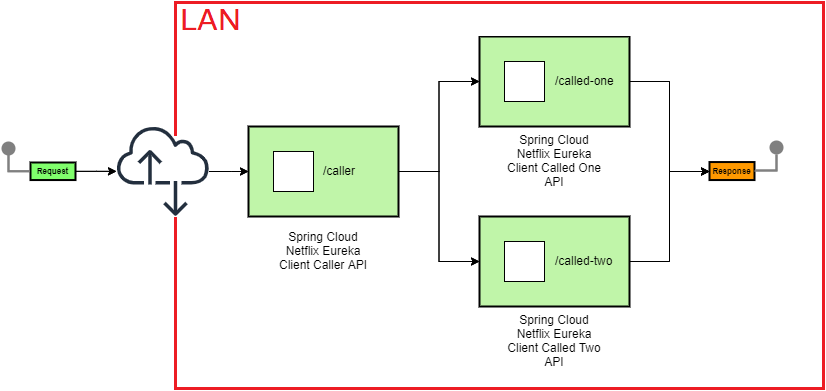 LAN
Request
/caller
Spring Cloud
Netflix Eureka
Client Caller API
/called-one
Spring Cloud
Netflix Eureka
Client Called One
API
/called-two
Spring Cloud
Netflix Eureka
Client Called Two
API
Response